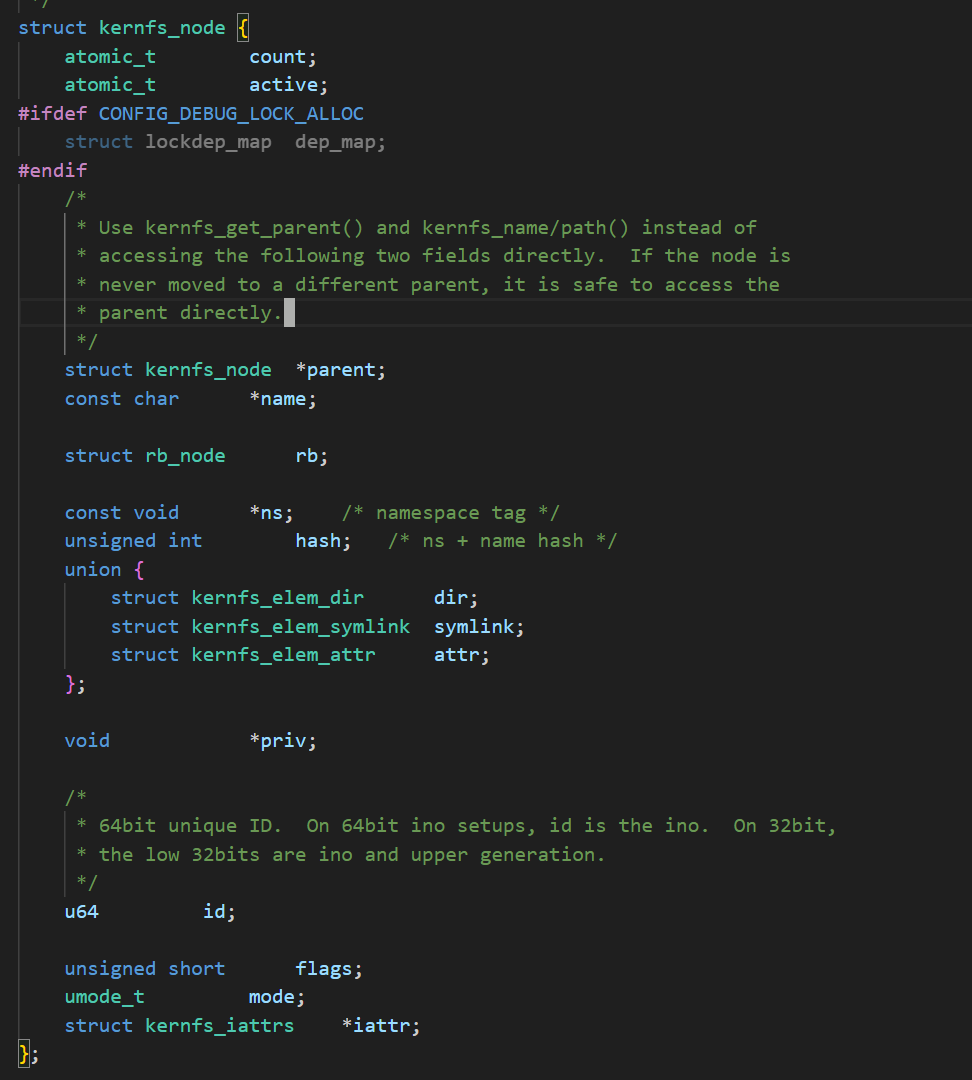 */
struct kernfs_node {
    atomic_t        count;
    atomic_t        active;
#ifdef CONFIG_DEBUG_LOCK_ALLOC
    struct lockdep_map  dep_map;
#endif
    /*
     * Use kernfs_get_parent() and kernfs_name/path() instead of
     * accessing the following two fields directly.  If the node is
     * never moved to a different parent, it is safe to access the
     * parent directly.
     */
    struct kernfs_node  *parent;
    const char      *name;

    struct rb_node      rb;

    const void      *ns;    /* namespace tag */
    unsigned int        hash;   /* ns + name hash */
    union {
        struct kernfs_elem_dir      dir;
        struct kernfs_elem_symlink  symlink;
        struct kernfs_elem_attr     attr;
    };

    void            *priv;

    /*
     * 64bit unique ID.  On 64bit ino setups, id is the ino.  On 32bit,
     * the low 32bits are ino and upper generation.
     */
    u64         id;

    unsigned short      flags;
    umode_t         mode;
    struct kernfs_iattrs    *iattr;
};